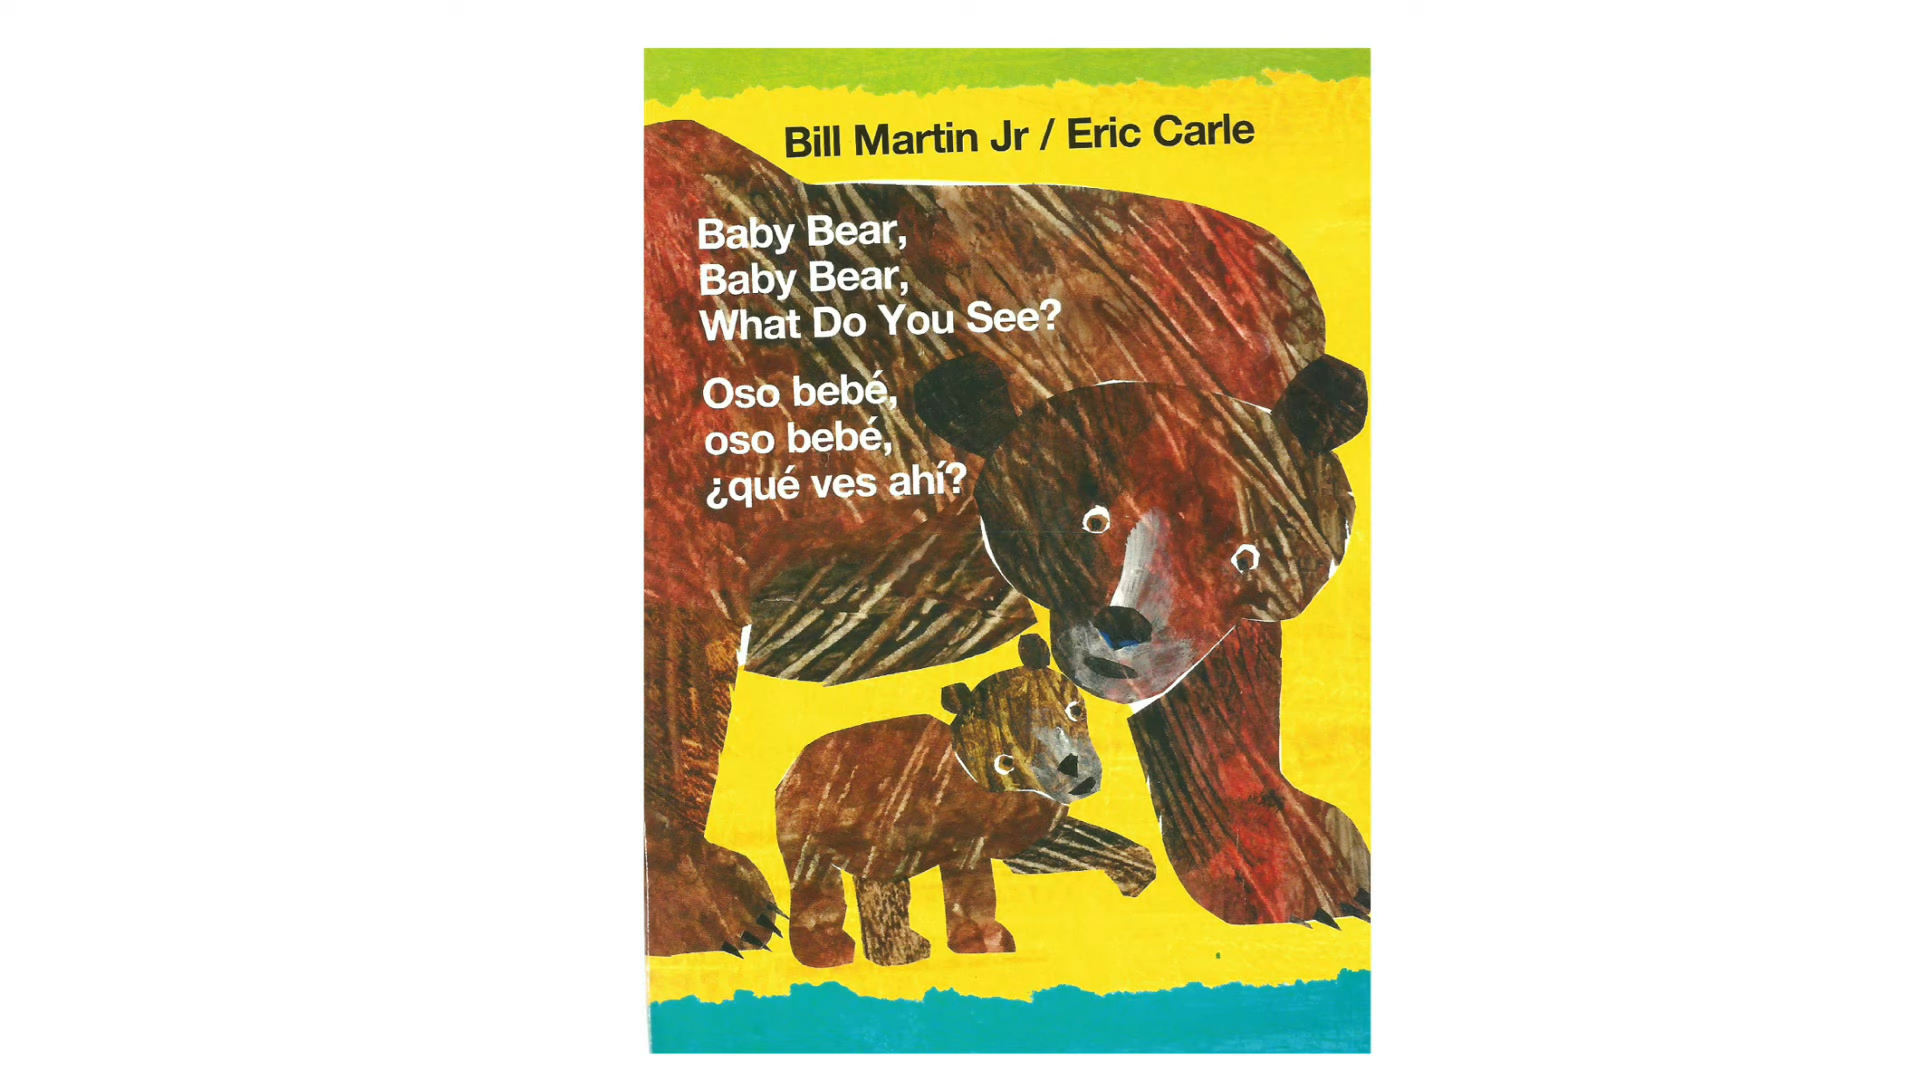 Bill Martin Jr / Eric Carle
Baby Bear,
Baby Bear,
What Do You See?
Oso bebé,
oso bebé,
¿qué ves ahí?